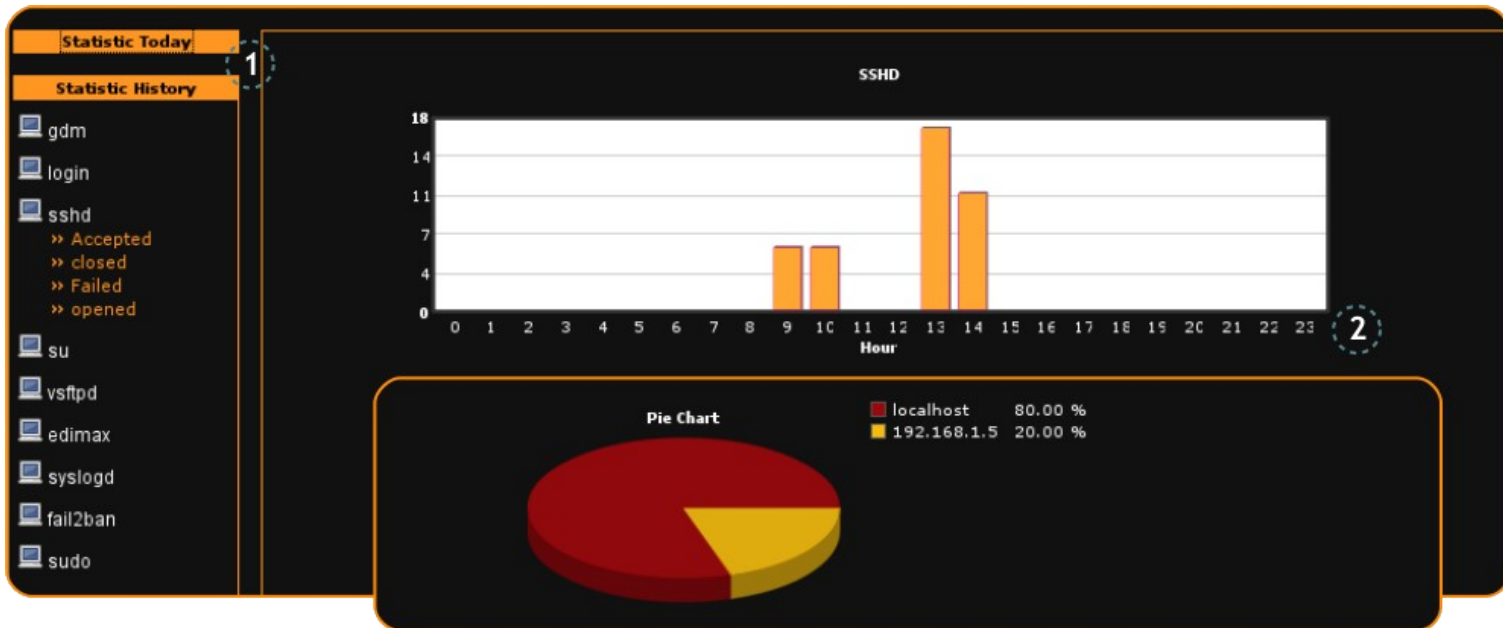 Statistic Today
1
Statistic History
gdm
login
sshd
» Accepted
» closed
» Failed
» opened
su
vsftpd
edimax
syslogd
fail2ban
sudo
SSHD
18
14
11
7
4
0
0 1 2 3 4 5 6 7 8 9 10 11 12 13 14 15 16 17 18 19 20 21 22 23
Hour
2
Pie Chart
localhost 80.00 %
192.168.1.5 20.00 %